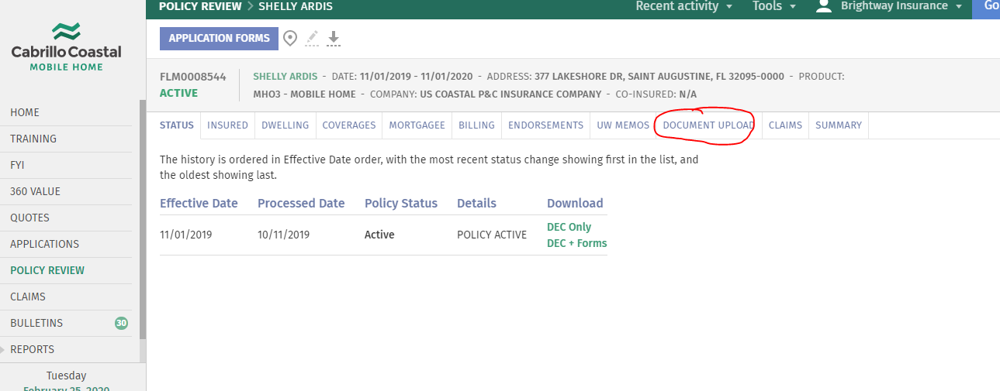 POLICY REVIEW > SHELLY ARDIS
Recent activity
Tools
Brightway Insurance
Go
Cabrillo Coastal
MOBILE HOME
APPLICATION FORMS
FLM0008544
ACTIVE
SHELLY ARDIS - DATE: 11/01/2019 - 11/01/2020 - ADDRESS: 377 LAKESHORE DR, SAINT AUGUSTINE, FL 32095-0000 - PRODUCT:
MHO3 - MOBILE HOME - COMPANY: US COASTAL P&C INSURANCE COMPANY - CO-INSURED: N/A
HOME
TRAINING
FYI
360 VALUE
QUOTES
APPLICATIONS
POLICY REVIEW
CLAIMS
BULLETINS 30
REPORTS
Tuesday
February 25, 2020
STATUS INSURED DWELLING COVERAGES MORTGAGEE BILLING ENDORSEMENTS UW MEMOS DOCUMENT UPLOAD CLAIMS SUMMARY
The history is ordered in Effective Date order, with the most recent status change showing first in the list, and
the oldest showing last.
Effective Date Processed Date Policy Status Details Download
11/01/2019 10/11/2019 Active POLICY ACTIVE DEC Only
DEC + Forms